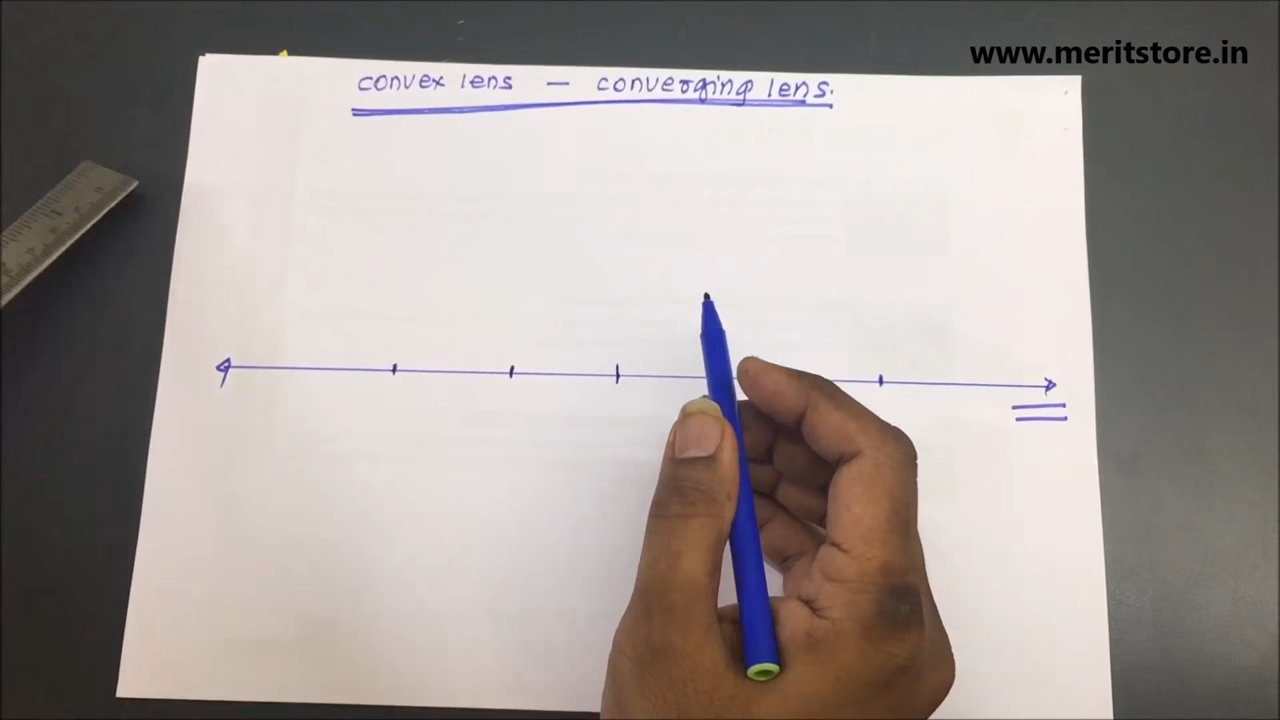 www.meritstore.in
convex lens — converging lens.